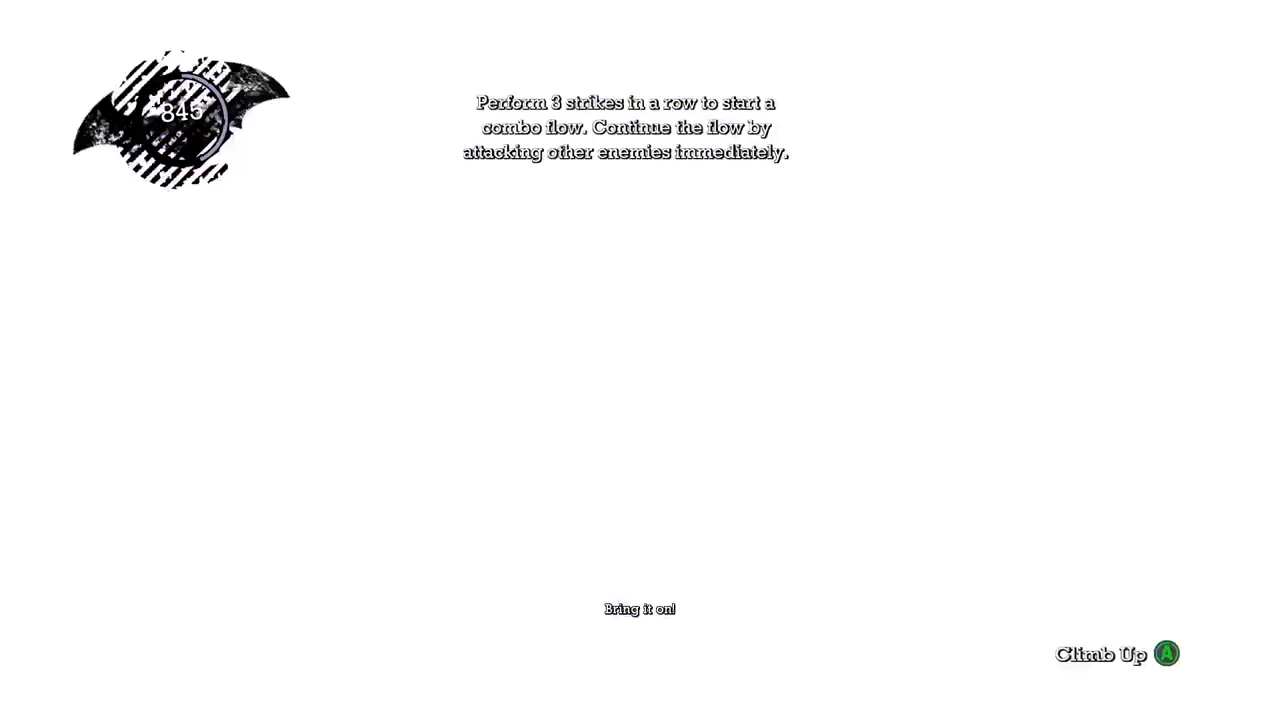 845
Perform 3 strikes in a row to start a
combo flow. Continue the flow by
attacking other enemies immediately.
Bring it on!
Climb Up A